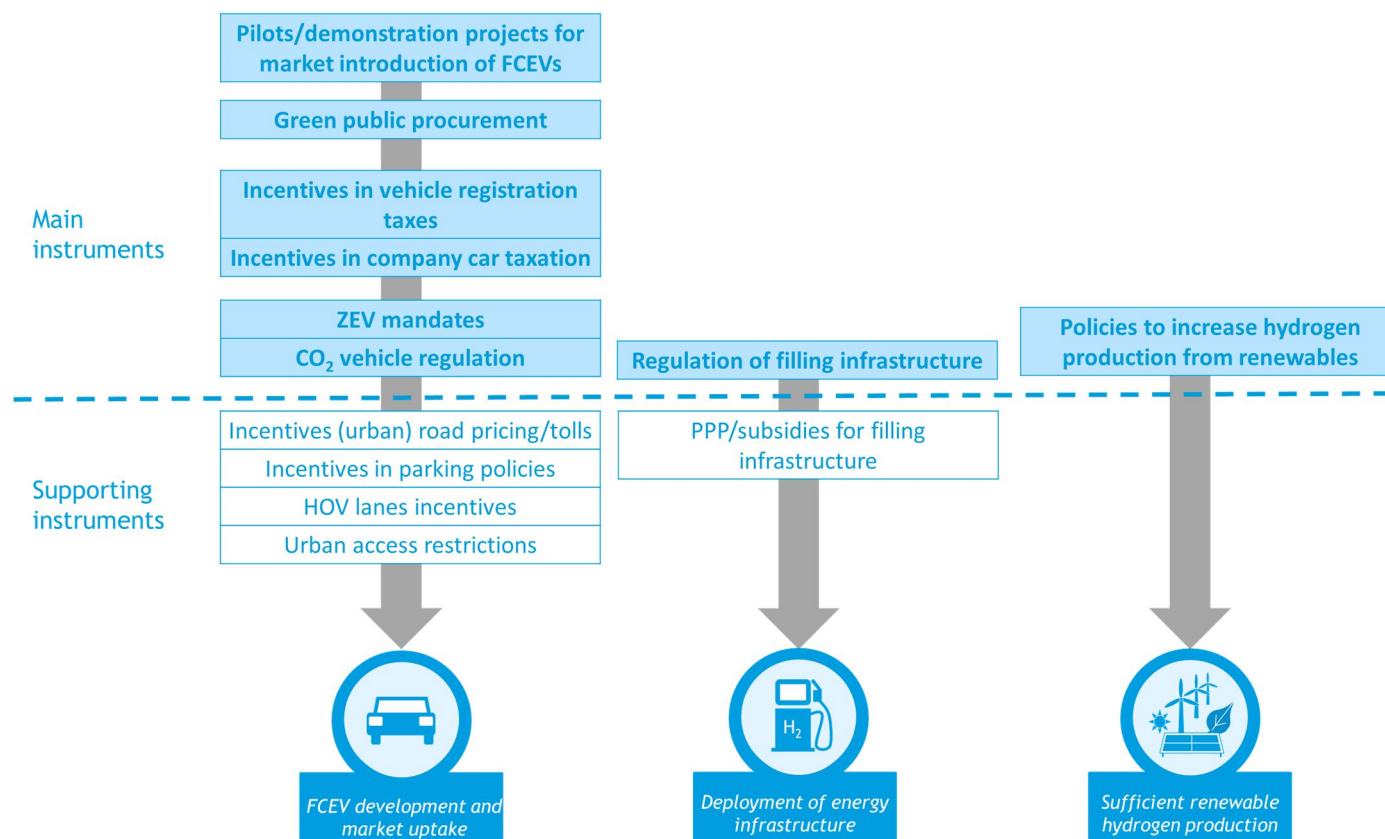 Pilots/demonstration projects for
market introduction of FCEVs
Green public procurement
Main
instruments
Incentives in vehicle registration
taxes
Incentives in company car taxation
ZEV mandates
CO₂ vehicle regulation
Regulation of filling infrastructure
Policies to increase hydrogen
production from renewables
Supporting
instruments
Incentives (urban) road pricing/tolls
Incentives in parking policies
HOV lanes incentives
Urban access restrictions
PPP/subsidies for filling
infrastructure
H₂
FCEV development and
market uptake
Deployment of energy
infrastructure
Sufficient renewable
hydrogen production